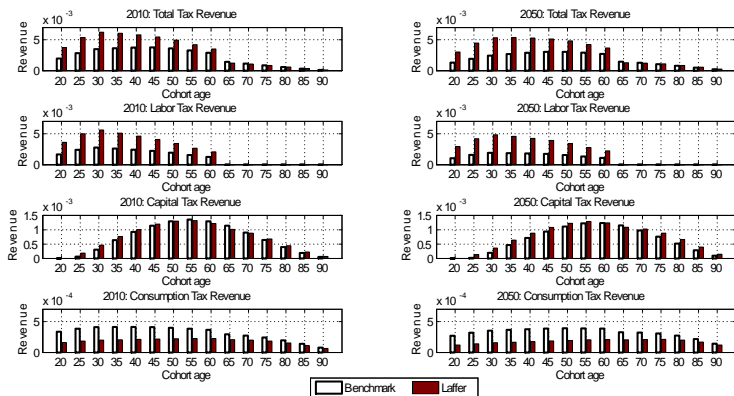 2010: Total Tax Revenue
x 10⁻³
Revenue
5
0
20 25 30 35 40 45 50 55 60 65 70 75 80 85 90
Cohort age
2050: Total Tax Revenue
x 10⁻³
Revenue
5
0
20 25 30 35 40 45 50 55 60 65 70 75 80 85 90
Cohort age
2010: Labor Tax Revenue
x 10⁻³
Revenue
5
0
20 25 30 35 40 45 50 55 60 65 70 75 80 85 90
Cohort age
2050: Labor Tax Revenue
x 10⁻³
Revenue
5
0
20 25 30 35 40 45 50 55 60 65 70 75 80 85 90
Cohort age
2010: Capital Tax Revenue
x 10⁻³
Revenue
1.5
1
0.5
0
20 25 30 35 40 45 50 55 60 65 70 75 80 85 90
Cohort age
2050: Capital Tax Revenue
x 10⁻³
Revenue
1.5
1
0.5
0
20 25 30 35 40 45 50 55 60 65 70 75 80 85 90
Cohort age
2010: Consumption Tax Revenue
x 10⁻⁴
Revenue
5
0
20 25 30 35 40 45 50 55 60 65 70 75 80 85 90
Cohort age
2050: Consumption Tax Revenue
x 10⁻⁴
Revenue
5
0
20 25 30 35 40 45 50 55 60 65 70 75 80 85 90
Cohort age
Benchmark
Laffer